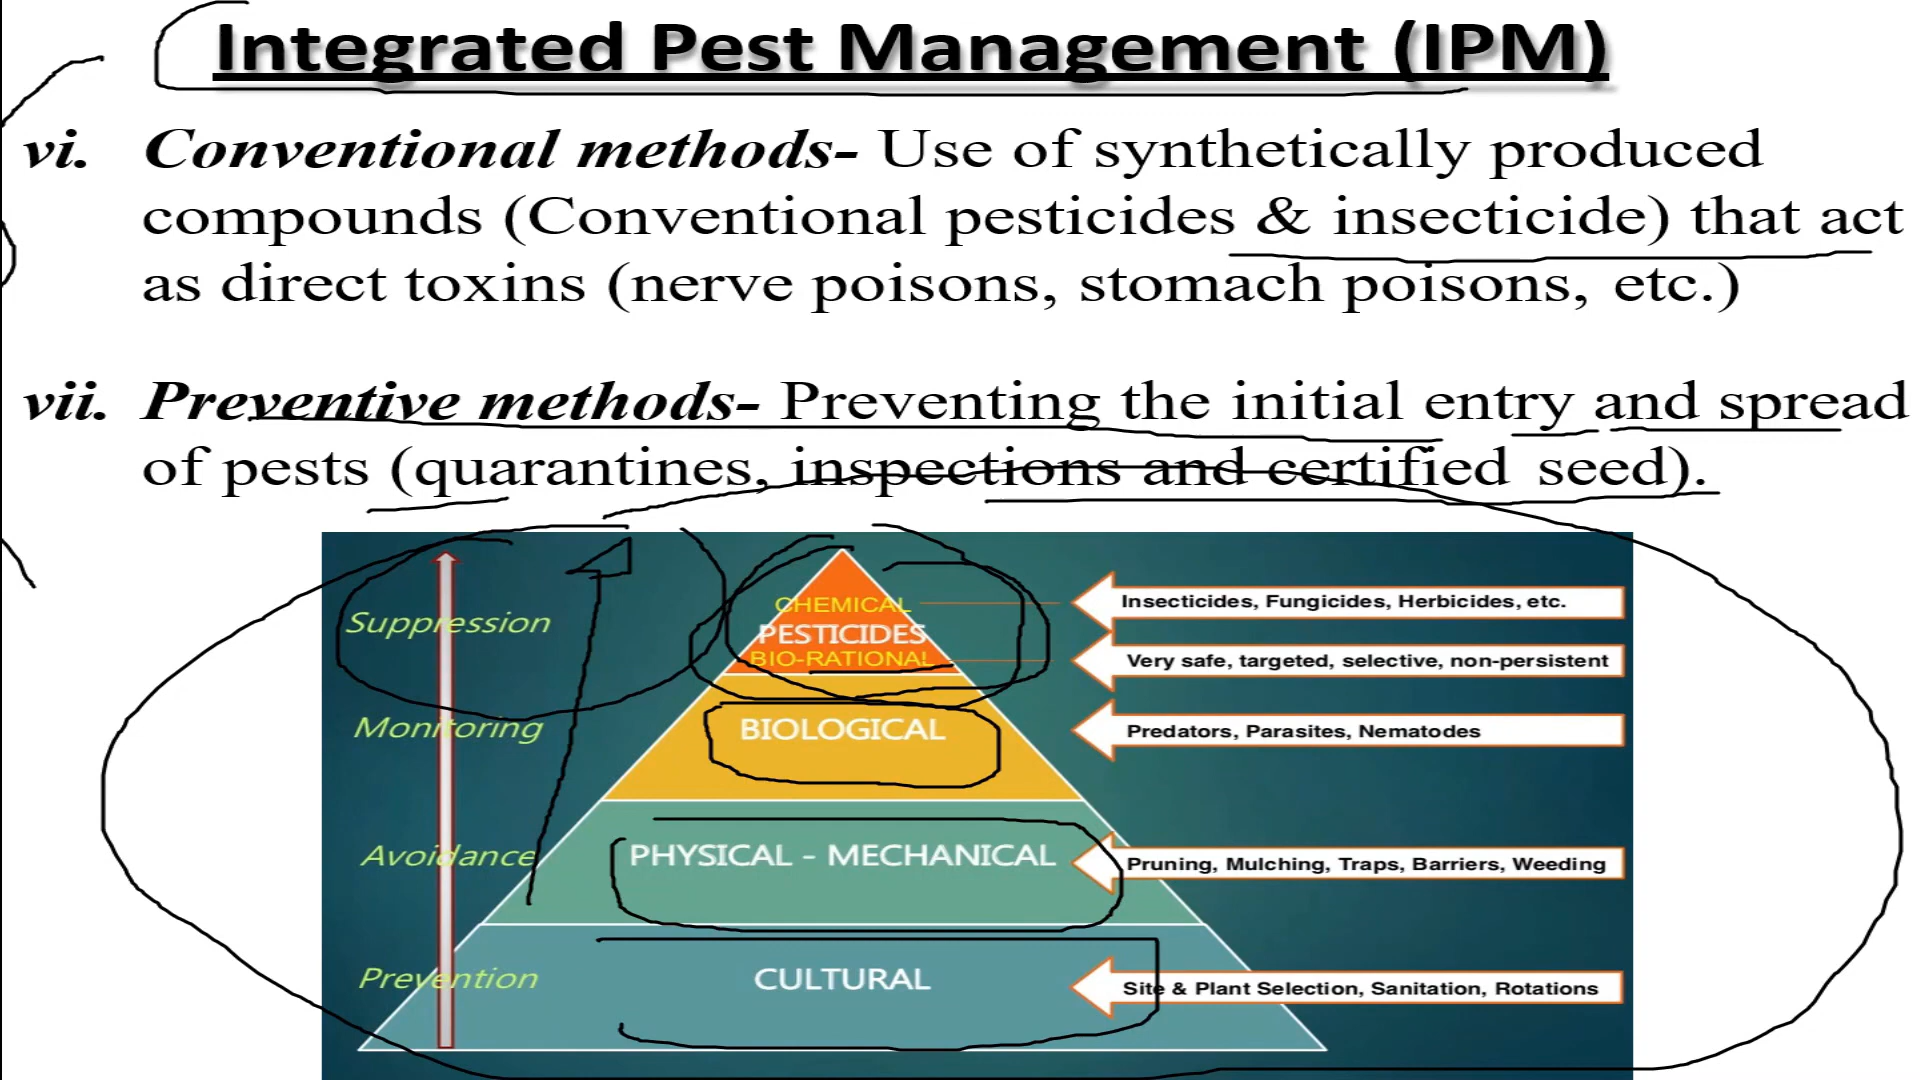 Integrated Pest Management (IPM)
vi. Conventional methods- Use of synthetically produced
compounds (Conventional pesticides & insecticide) that act
as direct toxins (nerve poisons, stomach poisons, etc.)
vii. Preventive methods- Preventing the initial entry and spread
of pests (quarantines, inspections and certified seed).
Suppression
CHEMICAL
PESTICIDES
BIO-RATIONAL
Insecticides, Fungicides, Herbicides, etc.
Very safe, targeted, selective, non-persistent
Monitoring
BIOLOGICAL
Predators, Parasites, Nematodes
Avoidance
PHYSICAL - MECHANICAL
Pruning, Mulching, Traps, Barriers, Weeding
Prevention
CULTURAL
Site & Plant Selection, Sanitation, Rotations